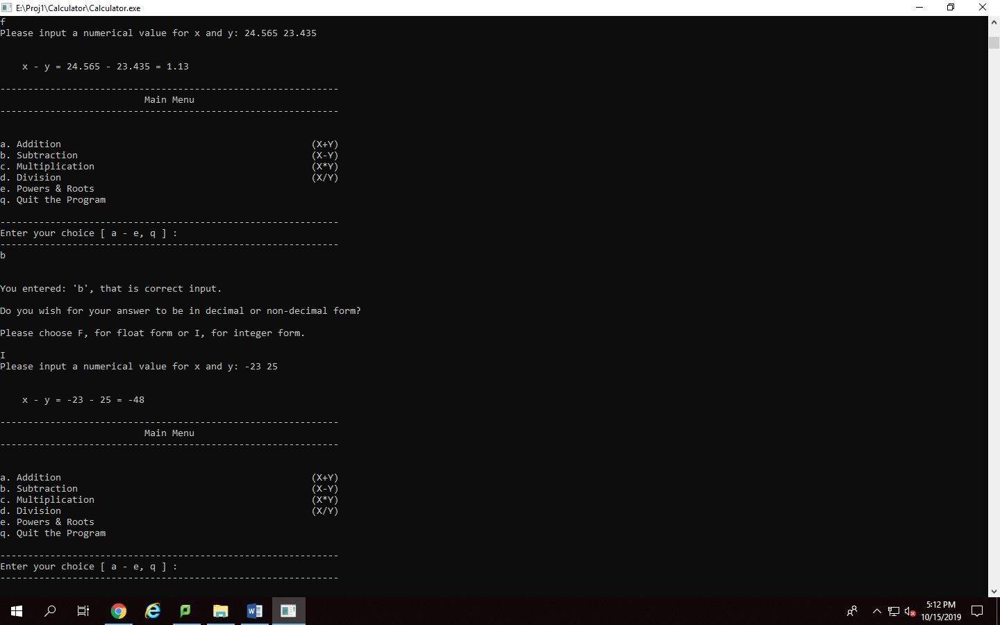 E:\Proj1\Calculator\Calculator.exe
f
Please input a numerical value for x and y: 24.565 23.435
x - y = 24.565 - 23.435 = 1.13
-------------------------------------------------------------
Main Menu
-------------------------------------------------------------
a. Addition (X+Y)
b. Subtraction (X-Y)
c. Multiplication (X*Y)
d. Division (X/Y)
e. Powers & Roots
q. Quit the Program
-------------------------------------------------------------
Enter your choice [ a - e, q ] :
-------------------------------------------------------------
b
You entered: 'b', that is correct input.
Do you wish for your answer to be in decimal or non-decimal form?
Please choose F, for float form or I, for integer form.
I
Please input a numerical value for x and y: -23 25
x - y = -23 - 25 = -48
-------------------------------------------------------------
Main Menu
-------------------------------------------------------------
a. Addition (X+Y)
b. Subtraction (X-Y)
c. Multiplication (X*Y)
d. Division (X/Y)
e. Powers & Roots
q. Quit the Program
-------------------------------------------------------------
Enter your choice [ a - e, q ] :
-------------------------------------------------------------
5:12 PM
10/15/2019